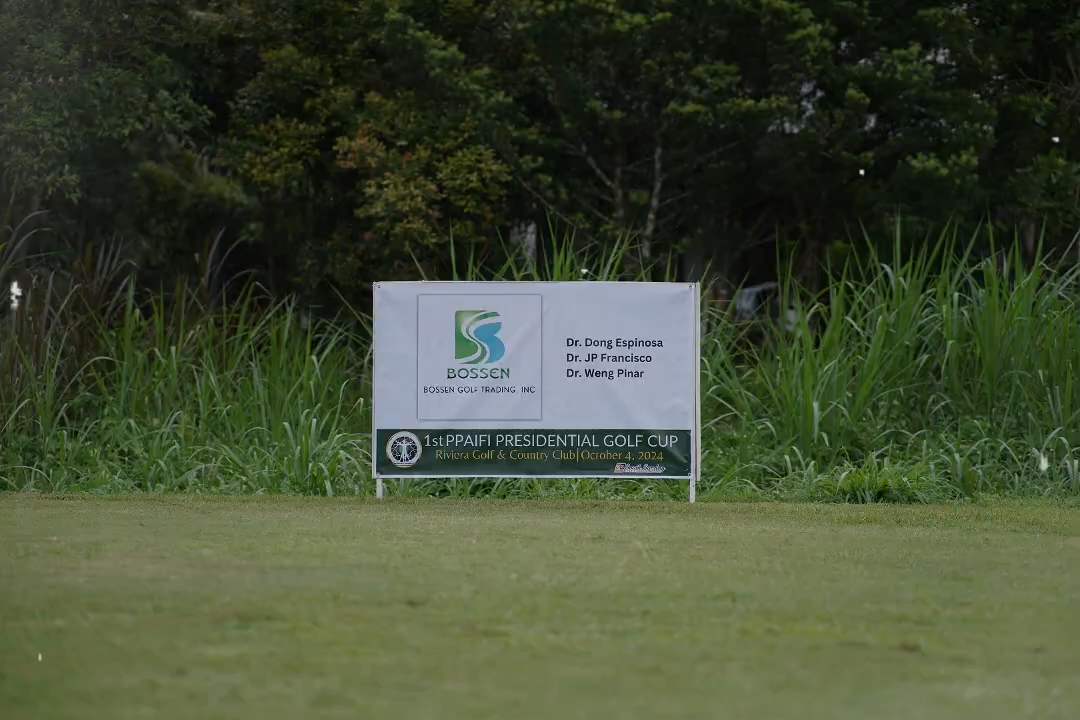 BOSSEN
BOSSEN GOLF TRADING INC
Dr. Dong Espinosa
Dr. JP Francisco
Dr. Weng Pinar
1st PPAIFI PRESIDENTIAL GOLF CUP
Riviera Golf & Country Club| October 4, 2024